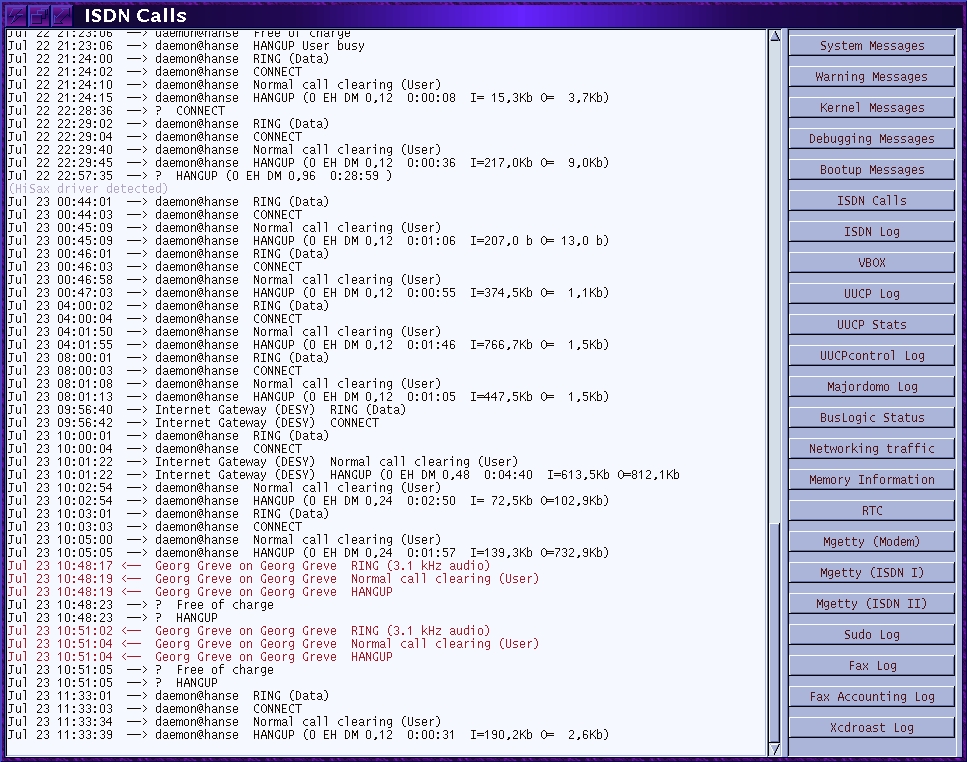 ISDN Calls
Jul 22 21:23:06 --> daemon@hanse Free of charge
Jul 22 21:23:06 --> daemon@hanse HANGUP User busy
Jul 22 21:24:00 --> daemon@hanse RING (Data)
Jul 22 21:24:02 --> daemon@hanse CONNECT
Jul 22 21:24:10 --> daemon@hanse Normal call clearing (User)
Jul 22 21:24:15 --> daemon@hanse HANGUP (0 EH DM 0,12 0:00:08 I= 15,3Kb O= 3,7Kb)
Jul 22 22:28:36 --> ? CONNECT
Jul 22 22:29:02 --> daemon@hanse RING (Data)
Jul 22 22:29:04 --> daemon@hanse CONNECT
Jul 22 22:29:40 --> daemon@hanse Normal call clearing (User)
Jul 22 22:29:45 --> daemon@hanse HANGUP (0 EH DM 0,12 0:00:36 I=217,0Kb O= 9,0Kb)
Jul 22 22:57:35 --> ? HANGUP (0 EH DM 0,96 0:28:59 )
(HiSax driver detected)
Jul 23 00:44:01 --> daemon@hanse RING (Data)
Jul 23 00:44:03 --> daemon@hanse CONNECT
Jul 23 00:45:09 --> daemon@hanse Normal call clearing (User)
Jul 23 00:45:09 --> daemon@hanse HANGUP (0 EH DM 0,12 0:01:06 I=207,0 b O= 13,0 b)
Jul 23 00:46:01 --> daemon@hanse RING (Data)
Jul 23 00:46:03 --> daemon@hanse CONNECT
Jul 23 00:46:58 --> daemon@hanse Normal call clearing (User)
Jul 23 00:47:03 --> daemon@hanse HANGUP (0 EH DM 0,12 0:00:55 I=374,5Kb O= 1,1Kb)
Jul 23 04:00:02 --> daemon@hanse RING (Data)
Jul 23 04:00:04 --> daemon@hanse CONNECT
Jul 23 04:01:50 --> daemon@hanse Normal call clearing (User)
Jul 23 04:01:55 --> daemon@hanse HANGUP (0 EH DM 0,12 0:01:46 I=766,7Kb O= 1,5Kb)
Jul 23 08:00:01 --> daemon@hanse RING (Data)
Jul 23 08:00:03 --> daemon@hanse CONNECT
Jul 23 08:01:08 --> daemon@hanse Normal call clearing (User)
Jul 23 08:01:13 --> daemon@hanse HANGUP (0 EH DM 0,12 0:01:05 I=447,5Kb O= 1,5Kb)
Jul 23 09:56:40 --> Internet Gateway (DESY) RING (Data)
Jul 23 09:56:42 --> Internet Gateway (DESY) CONNECT
Jul 23 10:00:01 --> daemon@hanse RING (Data)
Jul 23 10:00:04 --> daemon@hanse CONNECT
Jul 23 10:01:22 --> Internet Gateway (DESY) Normal call clearing (User)
Jul 23 10:01:22 --> Internet Gateway (DESY) HANGUP (0 EH DM 0,48 0:04:40 I=613,5Kb O=812,1Kb
Jul 23 10:02:54 --> daemon@hanse Normal call clearing (User)
Jul 23 10:02:54 --> daemon@hanse HANGUP (0 EH DM 0,24 0:02:50 I= 72,5Kb O=102,9Kb)
Jul 23 10:03:01 --> daemon@hanse RING (Data)
Jul 23 10:03:03 --> daemon@hanse CONNECT
Jul 23 10:05:00 --> daemon@hanse Normal call clearing (User)
Jul 23 10:05:05 --> daemon@hanse HANGUP (0 EH DM 0,24 0:01:57 I=139,3Kb O=732,9Kb)
Jul 23 10:48:17 <-- Georg Greve on Georg Greve RING (3.1 kHz audio)
Jul 23 10:48:19 <-- Georg Greve on Georg Greve Normal call clearing (User)
Jul 23 10:48:19 <-- Georg Greve on Georg Greve HANGUP
Jul 23 10:48:23 --> ? Free of charge
Jul 23 10:48:23 --> ? HANGUP
Jul 23 10:51:02 <-- Georg Greve on Georg Greve RING (3.1 kHz audio)
Jul 23 10:51:04 <-- Georg Greve on Georg Greve Normal call clearing (User)
Jul 23 10:51:04 <-- Georg Greve on Georg Greve HANGUP
Jul 23 10:51:05 --> ? Free of charge
Jul 23 10:51:05 --> ? HANGUP
Jul 23 11:33:01 --> daemon@hanse RING (Data)
Jul 23 11:33:03 --> daemon@hanse CONNECT
Jul 23 11:33:34 --> daemon@hanse Normal call clearing (User)
Jul 23 11:33:39 --> daemon@hanse HANGUP (0 EH DM 0,12 0:00:31 I=190,2Kb O= 2,6Kb)
System Messages
Warning Messages
Kernel Messages
Debugging Messages
Bootup Messages
ISDN Calls
ISDN Log
VBOX
UUCP Log
UUCP Stats
UUCPcontrol Log
Majordomo Log
BusLogic Status
Networking traffic
Memory Information
RTC
Mgetty (Modem)
Mgetty (ISDN I)
Mgetty (ISDN II)
Sudo Log
Fax Log
Fax Accounting Log
Xcdroast Log